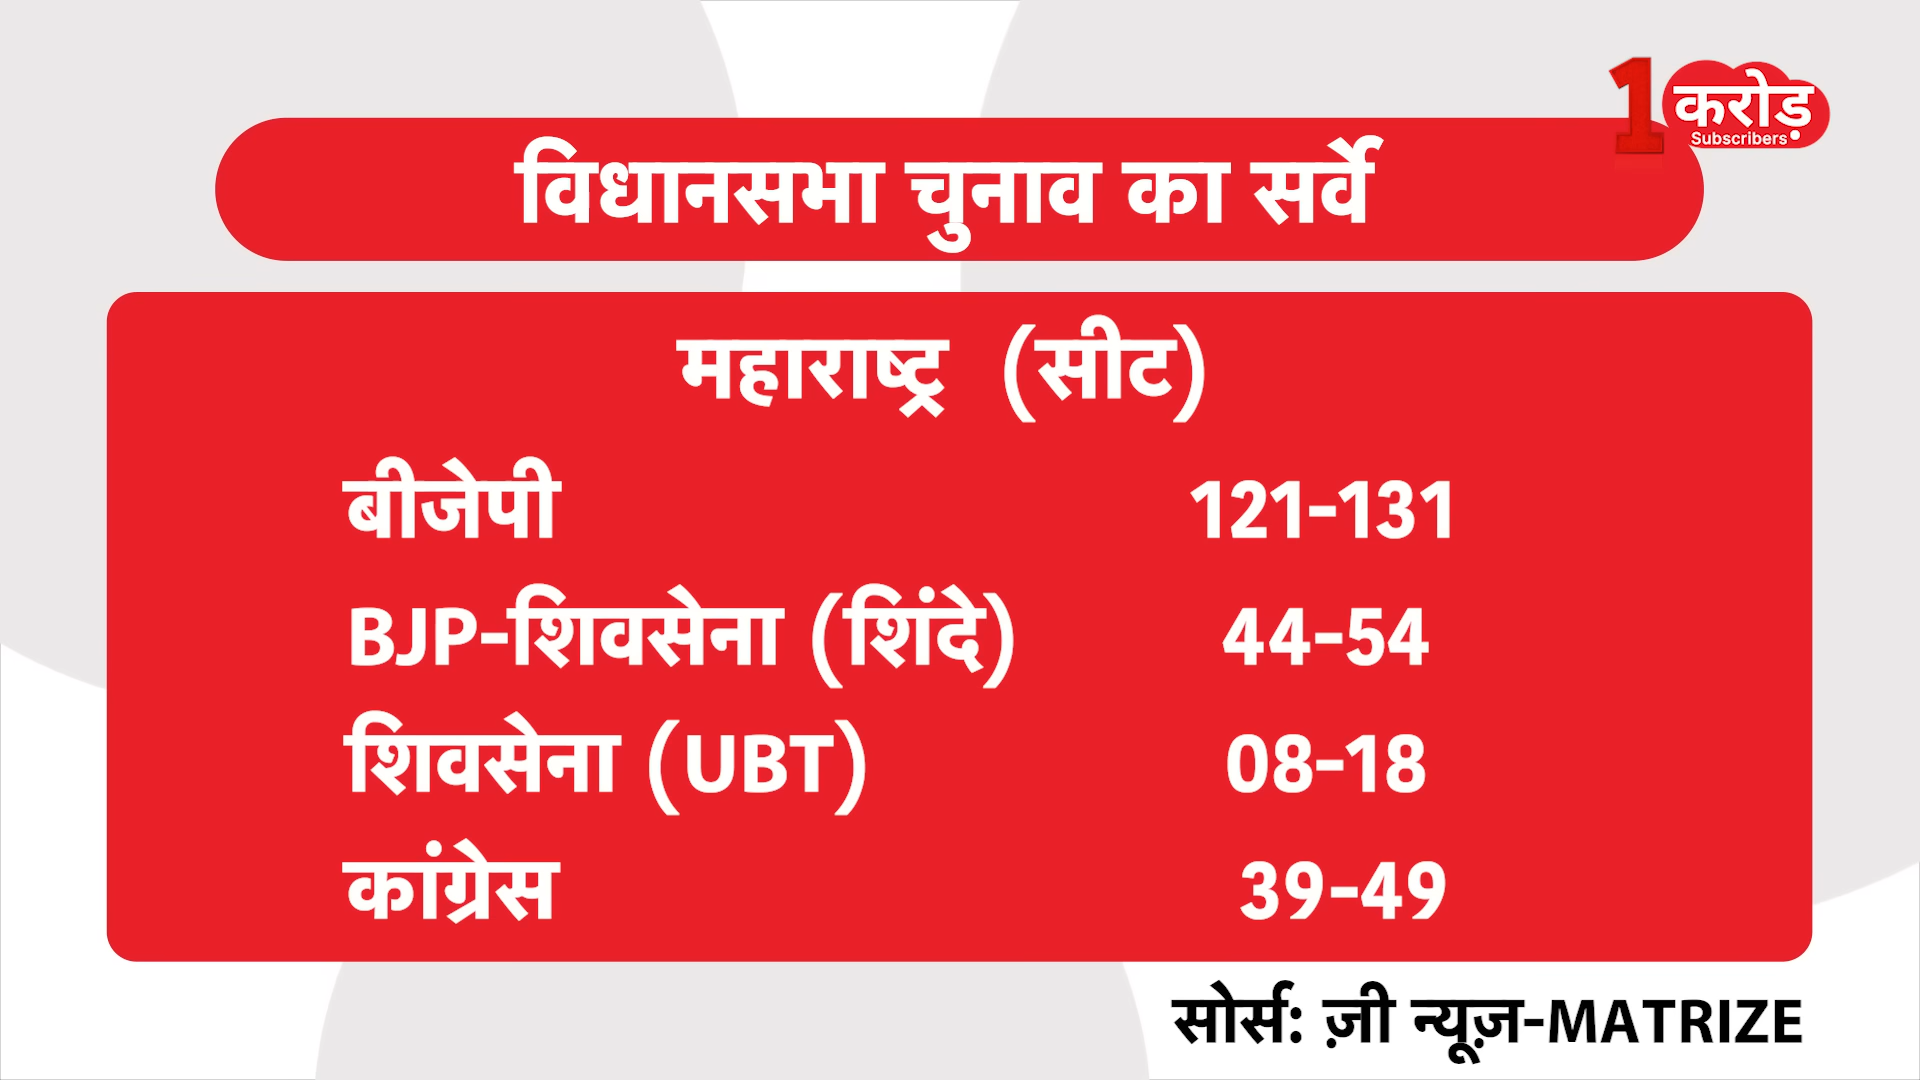 1 करोड़
Subscribers
विधानसभा चुनाव का सर्वे
महाराष्ट्र (सीट)
बीजेपी 121-131
BJP-शिवसेना (शिंदे) 44-54
शिवसेना (UBT) 08-18
कांग्रेस 39-49
सोर्स: ज़ी न्यूज़-MATRIZE